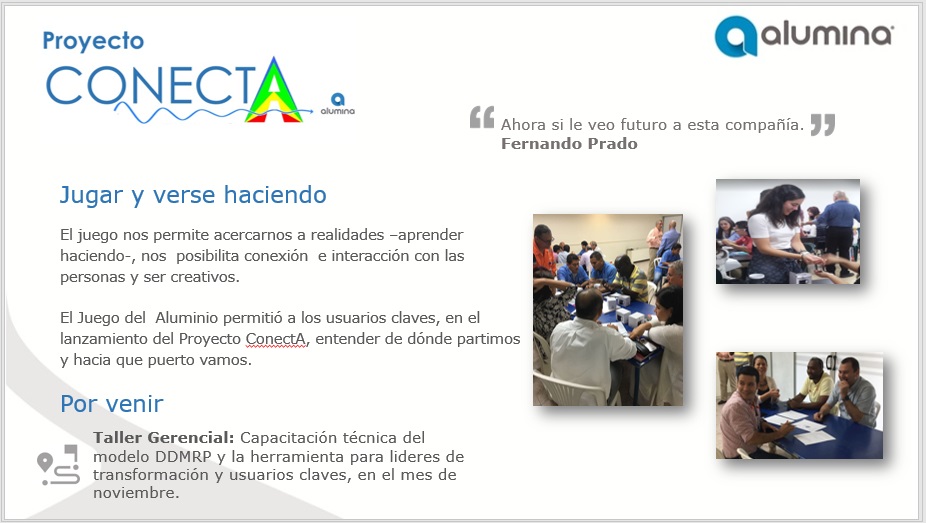 Proyecto
CONECTA
alumina
alumina
“ Ahora si le veo futuro a esta compañía. ”
Fernando Prado
Jugar y verse haciendo
El juego nos permite acercarnos a realidades –aprender
haciendo-, nos  posibilita conexión  e interacción con las
personas y ser creativos.
El Juego del  Aluminio permitió a los usuarios claves, en el
lanzamiento del Proyecto ConectA, entender de dónde partimos
y hacia que puerto vamos.
Por venir
Taller Gerencial: Capacitación técnica del
modelo DDMRP y la herramienta para lideres de
transformación y usuarios claves, en el mes de
noviembre.